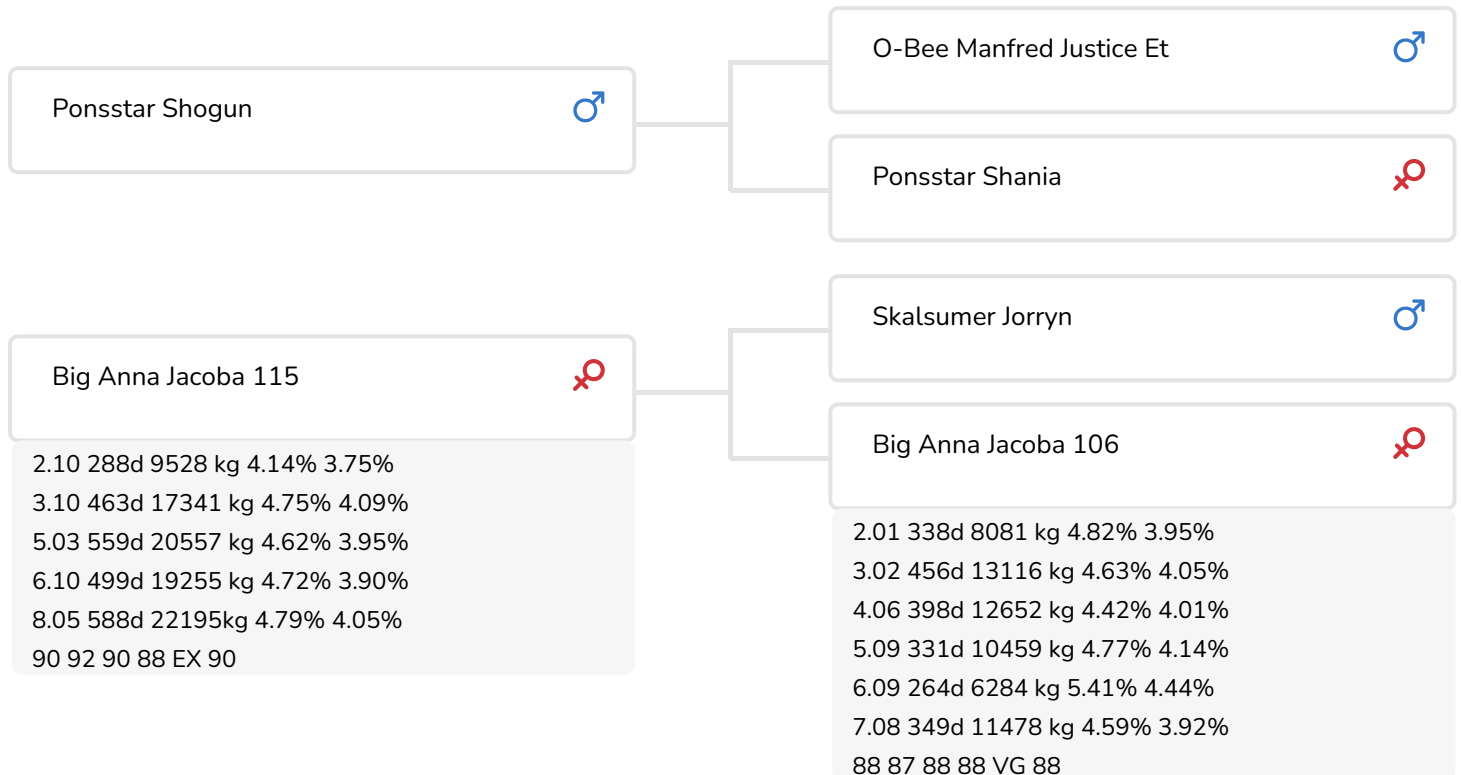 Ponsstar Shogun
O-Bee Manfred Justice Et
Ponsstar Shania
Big Anna Jacoba 115
2.10 288d 9528 kg 4.14% 3.75%
3.10 463d 17341 kg 4.75% 4.09%
5.03 559d 20557 kg 4.62% 3.95%
6.10 499d 19255 kg 4.72% 3.90%
8.05 588d 22195kg 4.79% 4.05%
90 92 90 88 EX 90
Skalsumer Jorryn
Big Anna Jacoba 106
2.01 338d 8081 kg 4.82% 3.95%
3.02 456d 13116 kg 4.63% 4.05%
4.06 398d 12652 kg 4.42% 4.01%
5.09 331d 10459 kg 4.77% 4.14%
6.09 264d 6284 kg 5.41% 4.44%
7.08 349d 11478 kg 4.59% 3.92%
88 87 88 88 VG 88